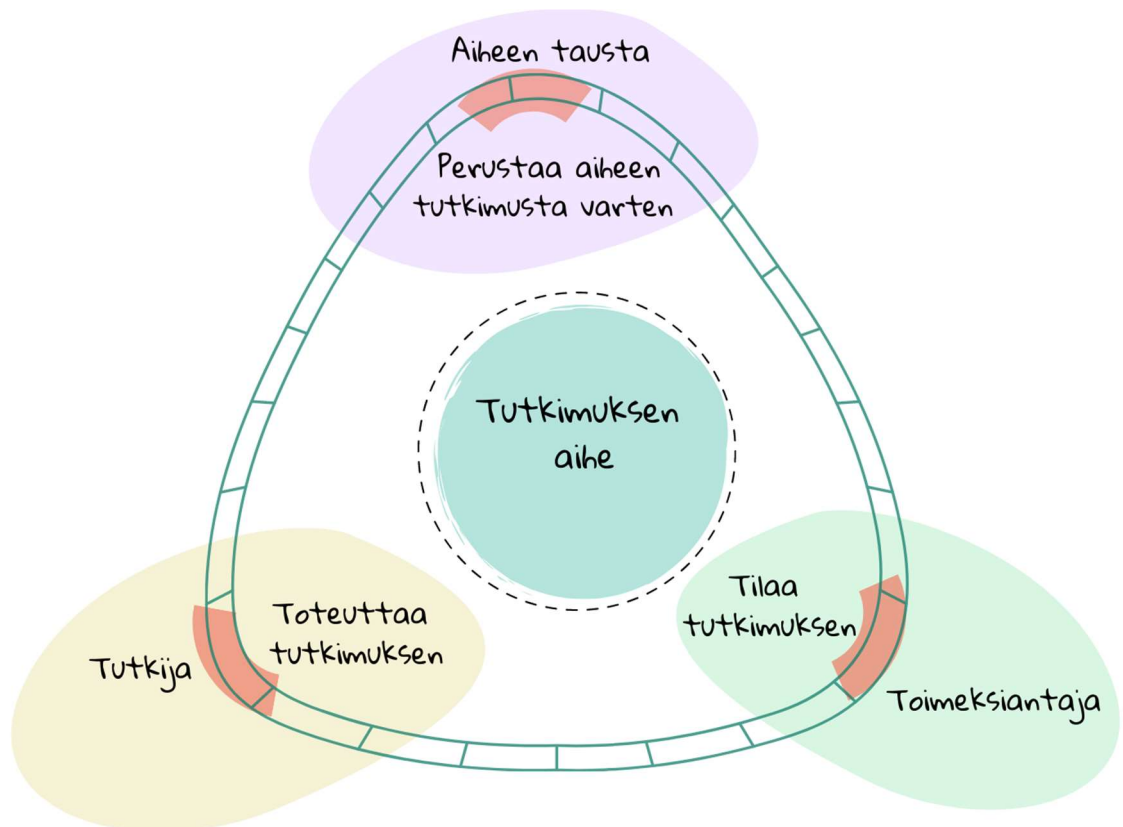 Aiheen tausta
Perustaa aiheen
tutkimusta varten
Tutkimuksen
aihe
Toteuttaa
tutkimuksen
Tutkija
Tilaa
tutkimuksen
Toimeksiantaja